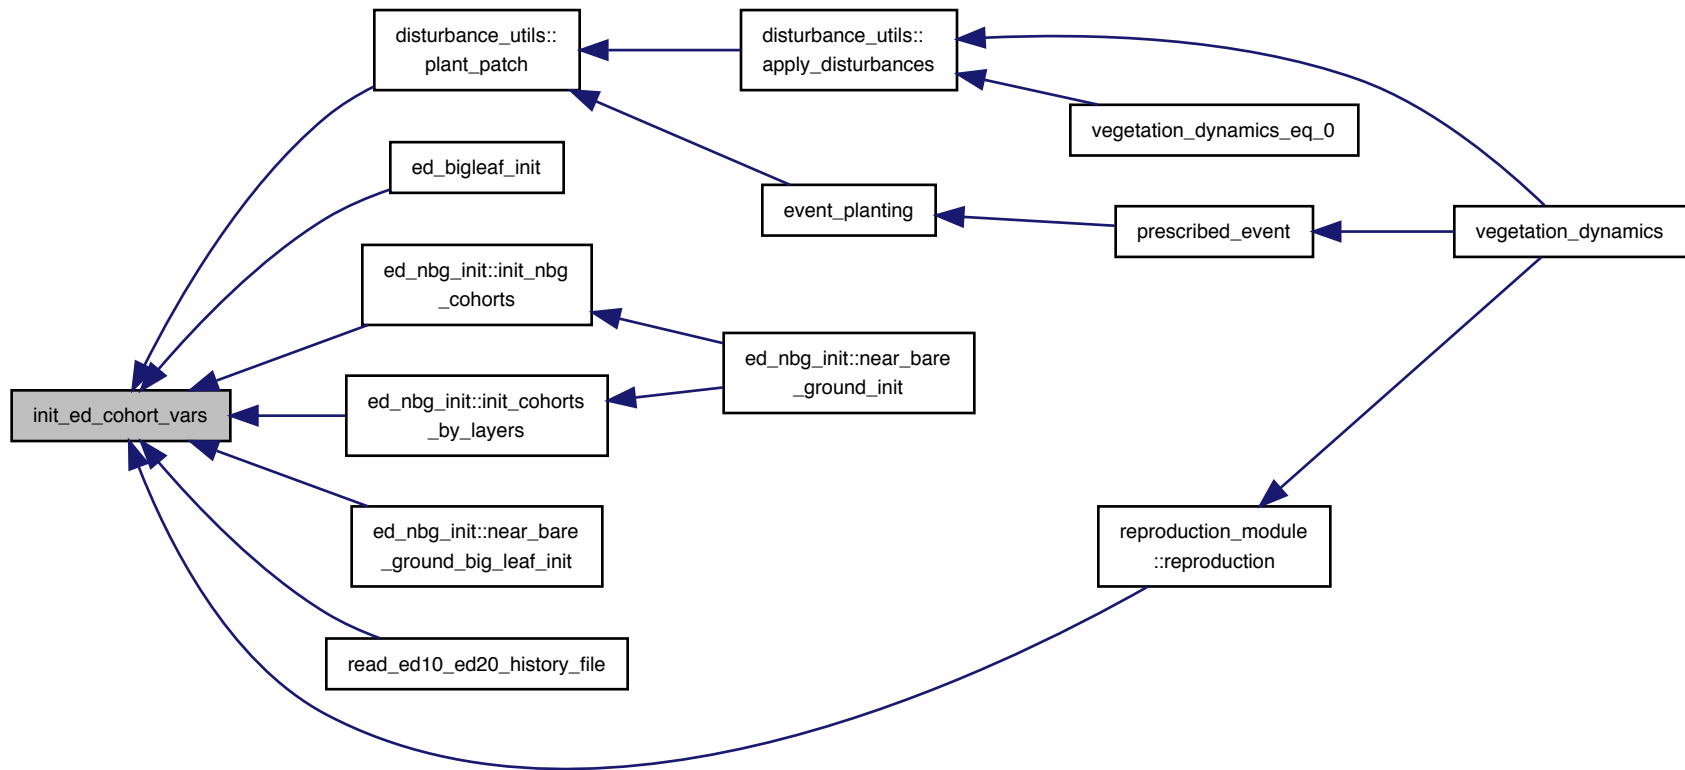 disturbance_utils::
plant_patch
disturbance_utils::
apply_disturbances
vegetation_dynamics_eq_0
ed_bigleaf_init
event_planting
prescribed_event
vegetation_dynamics
ed_nbg_init::init_nbg
_cohorts
ed_nbg_init::near_bare
_ground_init
init_ed_cohort_vars
ed_nbg_init::init_cohorts
_by_layers
ed_nbg_init::near_bare
_ground_big_leaf_init
reproduction_module
::reproduction
read_ed10_ed20_history_file